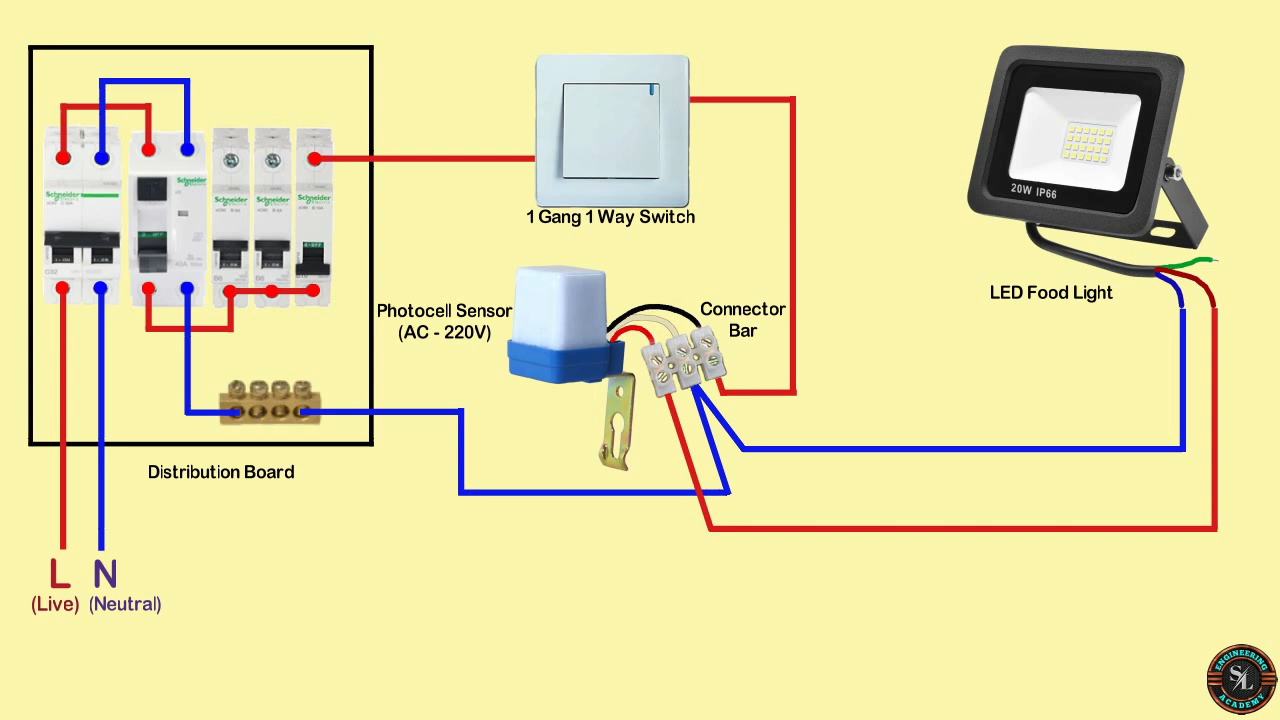 1 Gang 1 Way Switch
20W IP66
LED Food Light
Photocell Sensor
(AC - 220V)
Connector
Bar
Schneider
Schneider
Schneider
Schneider
Schneider
Distribution Board
L N
(Live) (Neutral)
ENGINEERING
S/L
ACADEMY